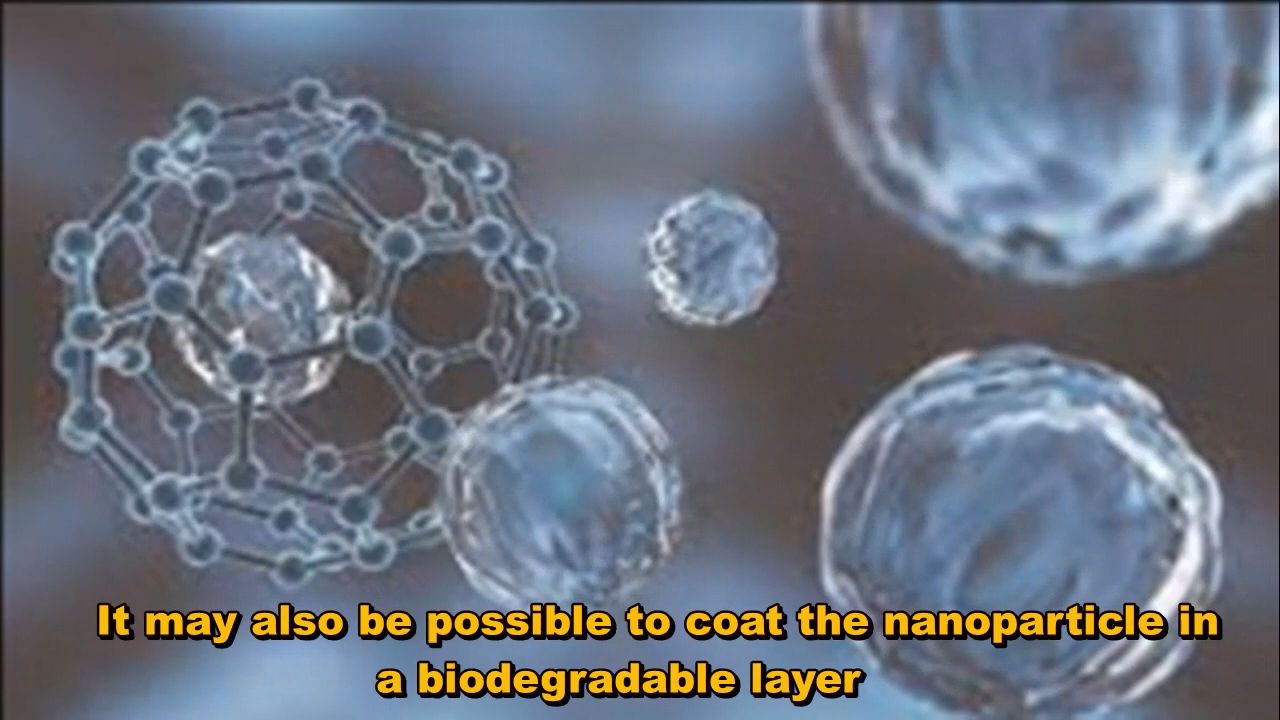 It may also be possible to coat the nanoparticle in
a biodegradable layer